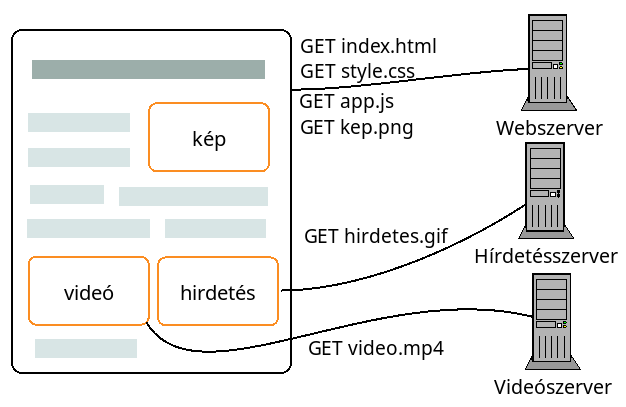 GET index.html
GET style.css
GET app.js
GET kep.png
Webszerver
kép
GET hirdetes.gif
Hírdetésszerver
videó
hirdetés
GET video.mp4
Videószerver